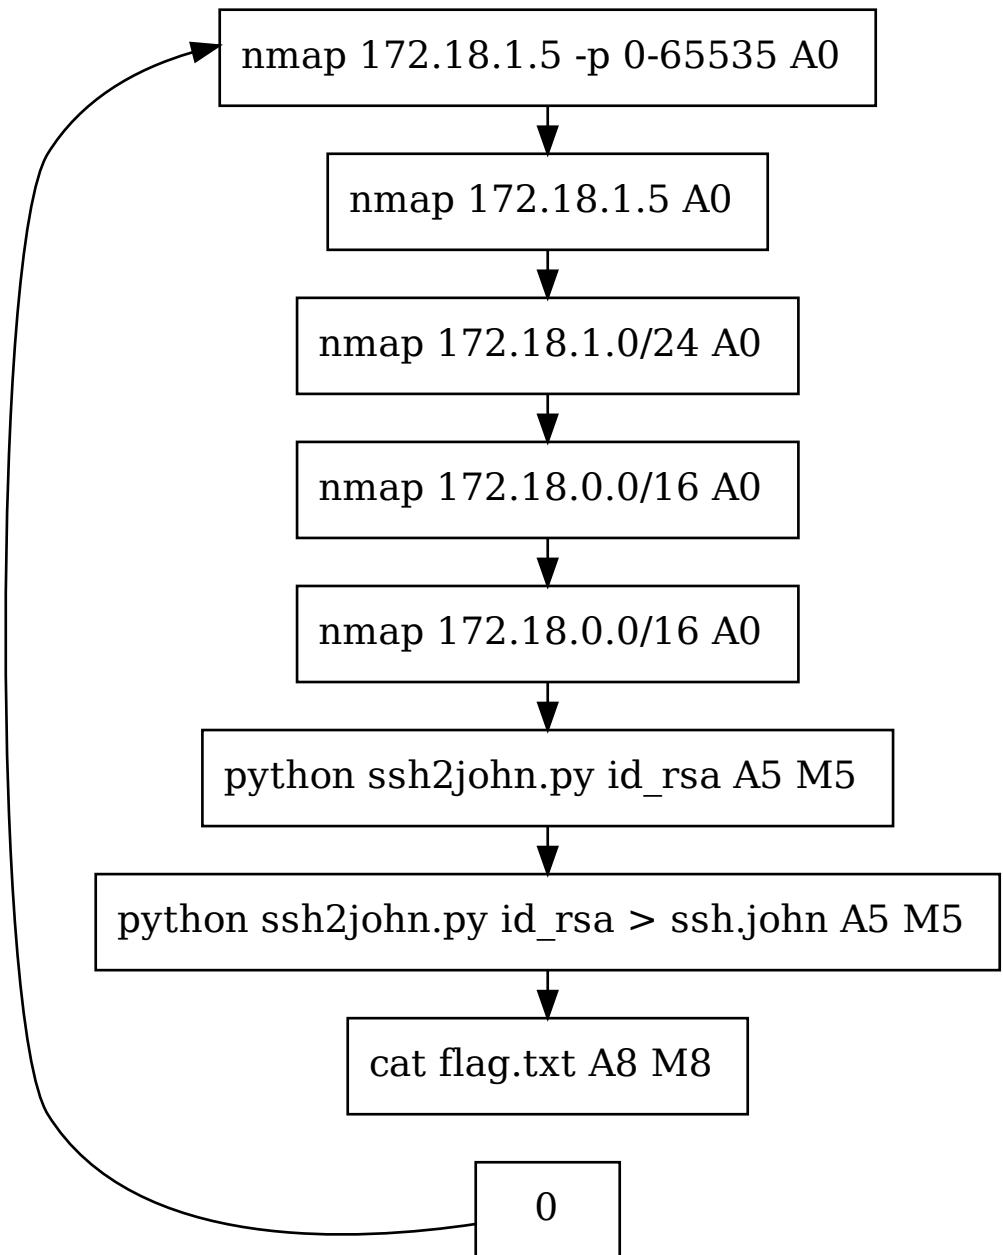 nmap 172.18.1.5 -p 0-65535 A0
nmap 172.18.1.5 A0
nmap 172.18.1.0/24 A0
nmap 172.18.0.0/16 A0
nmap 172.18.0.0/16 A0
python ssh2john.py id_rsa A5 M5
python ssh2john.py id_rsa > ssh.john A5 M5
cat flag.txt A8 M8
0